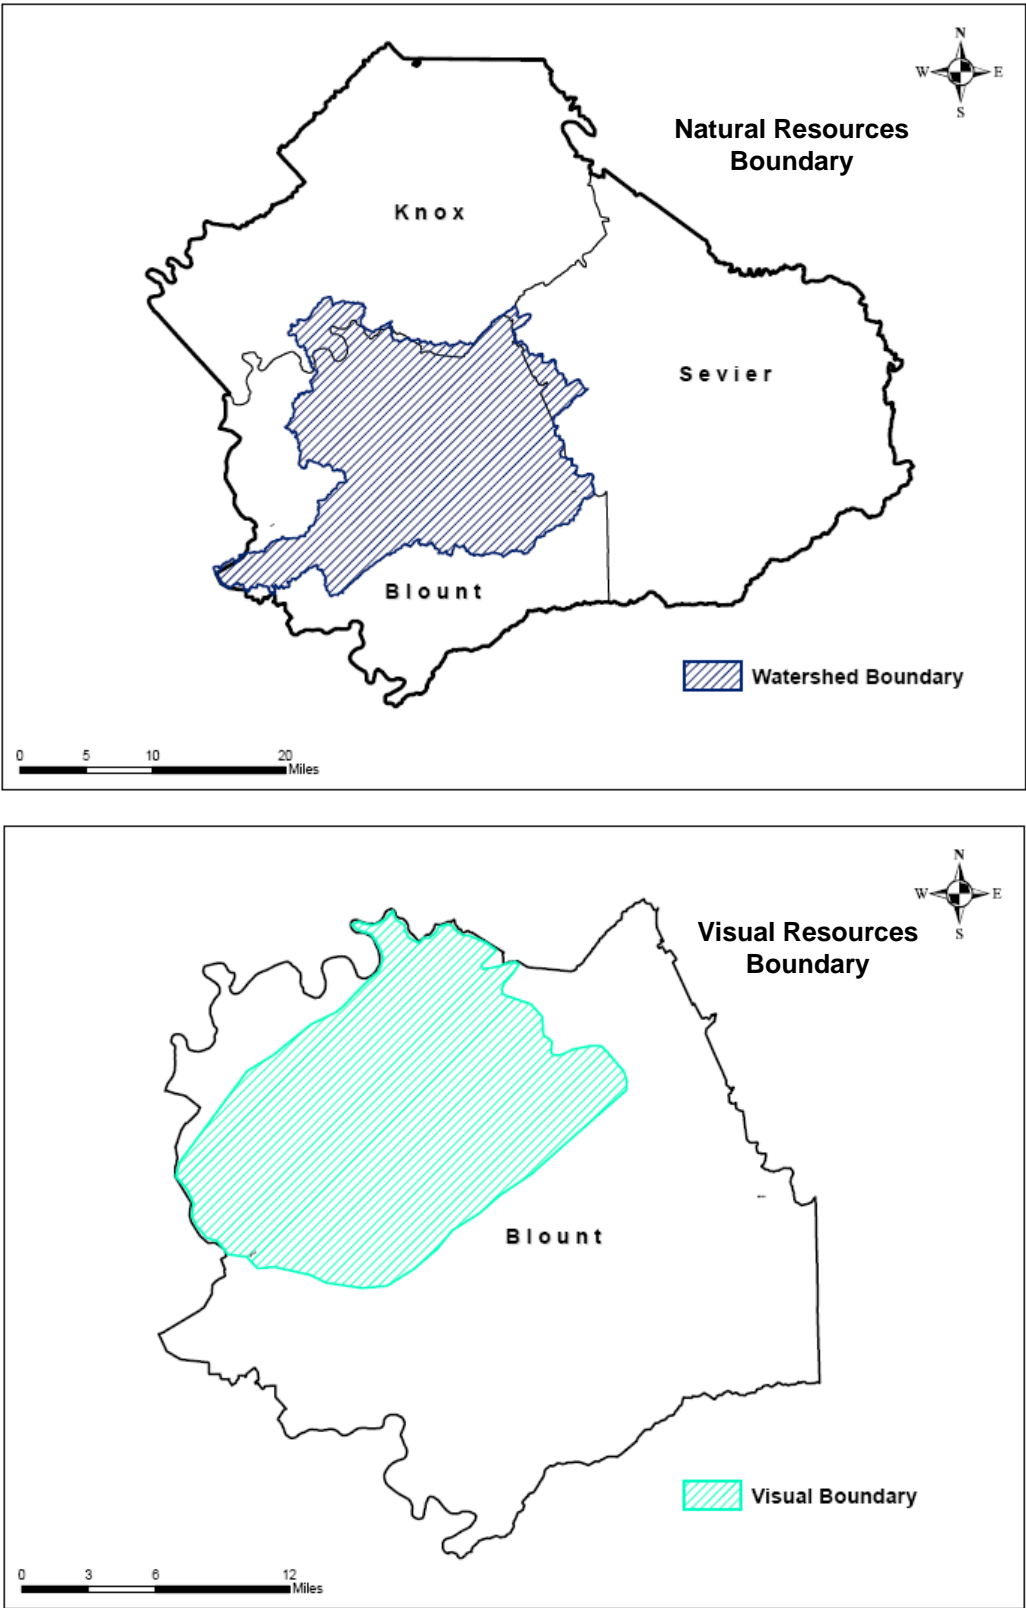 N
W E
S
Natural Resources
Boundary
Knox
Sevier
Blount
Watershed Boundary
0 5 10 20
Miles
N
W E
S
Visual Resources
Boundary
Blount
Visual Boundary
0 3 6 12
Miles